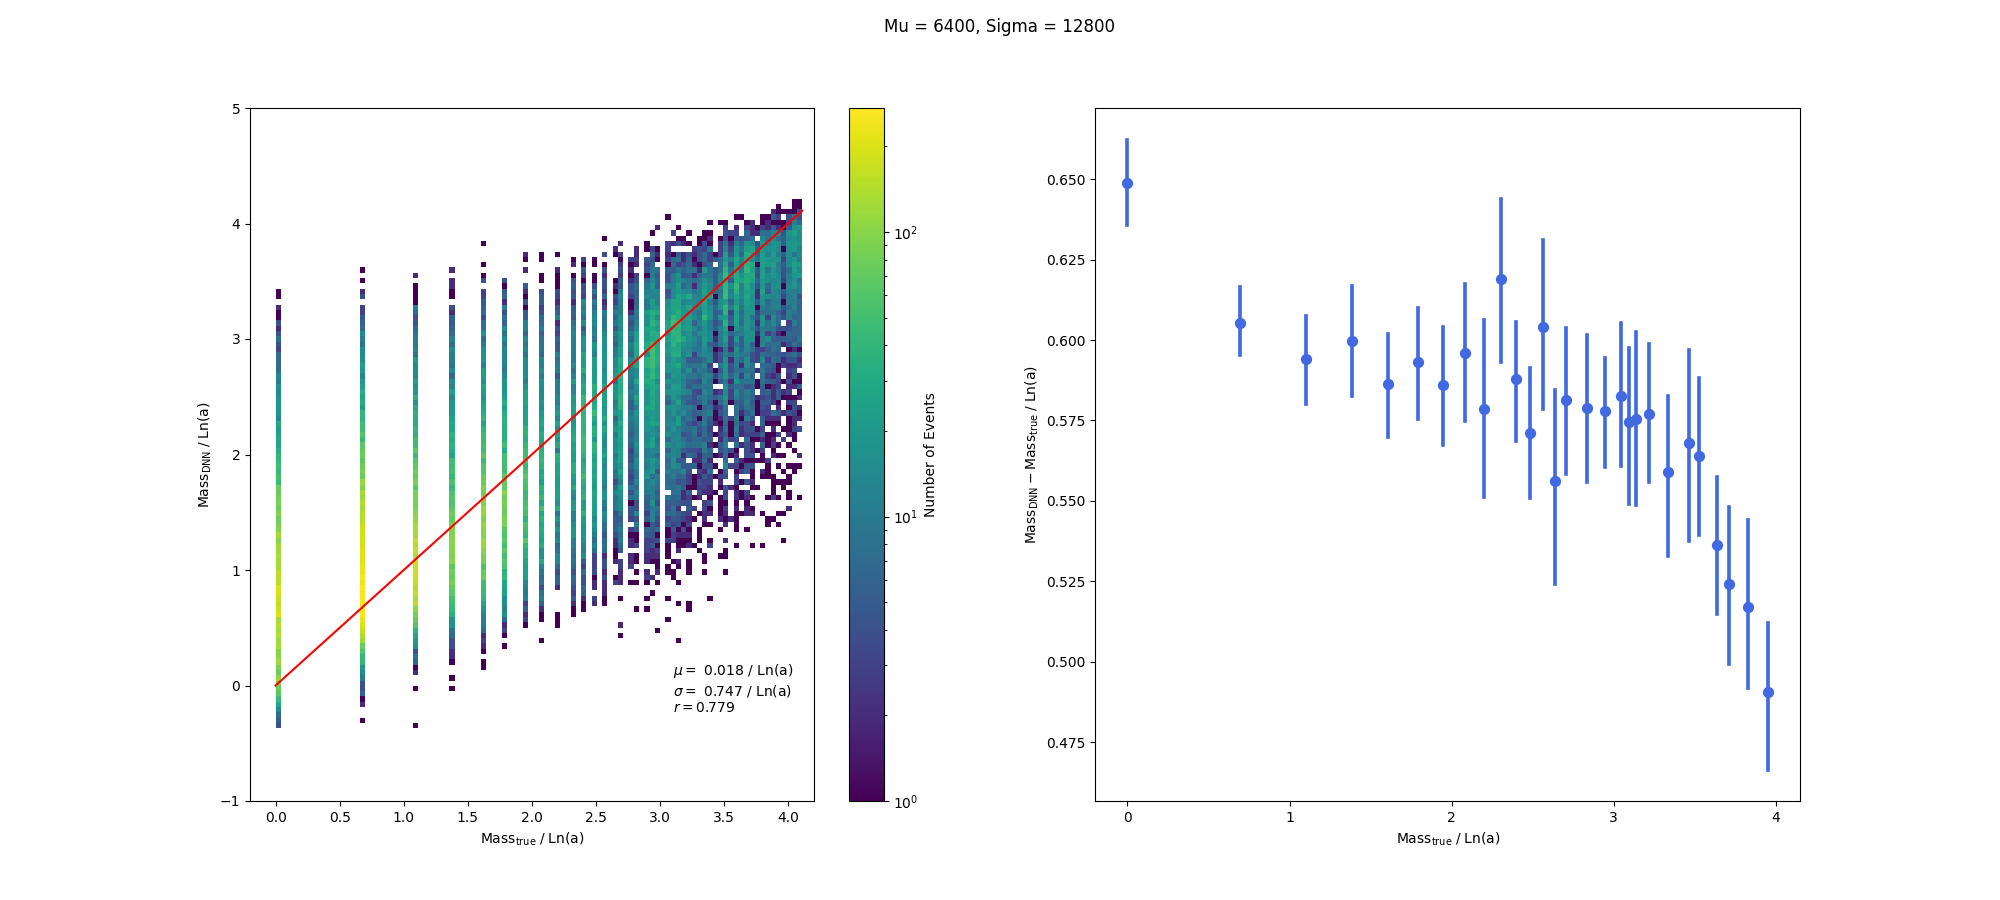 Mu = 6400, Sigma = 12800
5
4
3
2
1
0
−1
Mass_DNN / Ln(a)
0.0 0.5 1.0 1.5 2.0 2.5 3.0 3.5 4.0
Mass_true / Ln(a)
μ = 0.018 / Ln(a)
σ = 0.747 / Ln(a)
r = 0.779
10²
10¹
10⁰
Number of Events
0.650
0.625
0.600
0.575
0.550
0.525
0.500
0.475
Mass_DNN − Mass_true / Ln(a)
0 1 2 3 4
Mass_true / Ln(a)